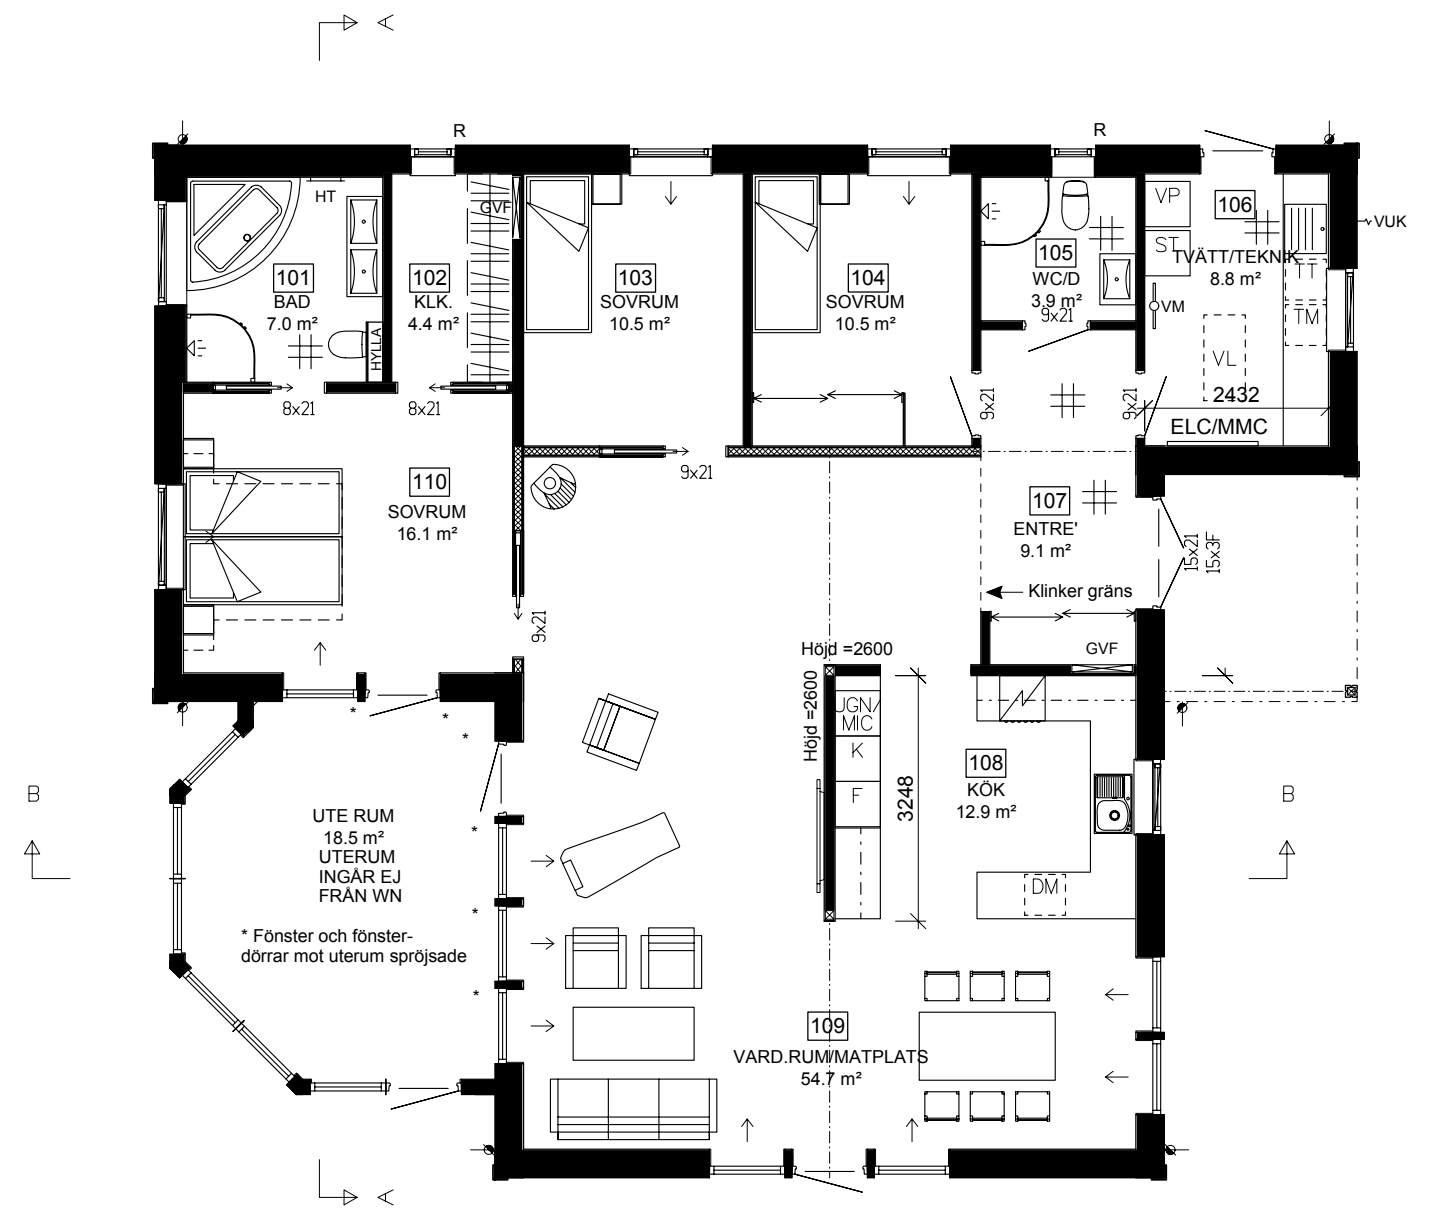 A
R
R
HT
GVF
101
BAD
7.0 m²
HYLLA
102
KLK.
4.4 m²
103
SOVRUM
10.5 m²
104
SOVRUM
10.5 m²
105
WC/D
3.9 m²
9x21
VP
ST
106
TVÄTT/TEKNIK
8.8 m²
VUK
TT
TM
VM
VL
2432
ELC/MMC
8x21
8x21
9x21
9x21
9x21
110
SOVRUM
16.1 m²
107
ENTRE'
9.1 m²
15x21
15x3F
Klinker gräns
9x21
GVF
Höjd =2600
Höjd =2600
UGN/
MIC
K
F
3248
108
KÖK
12.9 m²
DM
B
B
UTE RUM
18.5 m²
UTERUM
INGÅR EJ
FRÅN WN
* Fönster och fönster-
dörrar mot uterum spröjsade
*
*
*
*
*
*
109
VARD.RUM/MATPLATS
54.7 m²
A